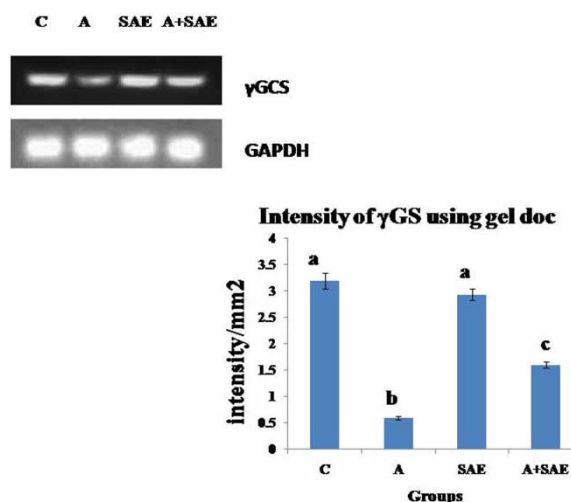 C A SAE A+SAE
γGCS
GAPDH
Intensity of γGS using gel doc
intensity/mm2
4
3.5
3
2.5
2
1.5
1
0.5
0
a
b
a
c
C A SAE A+SAE
Groups